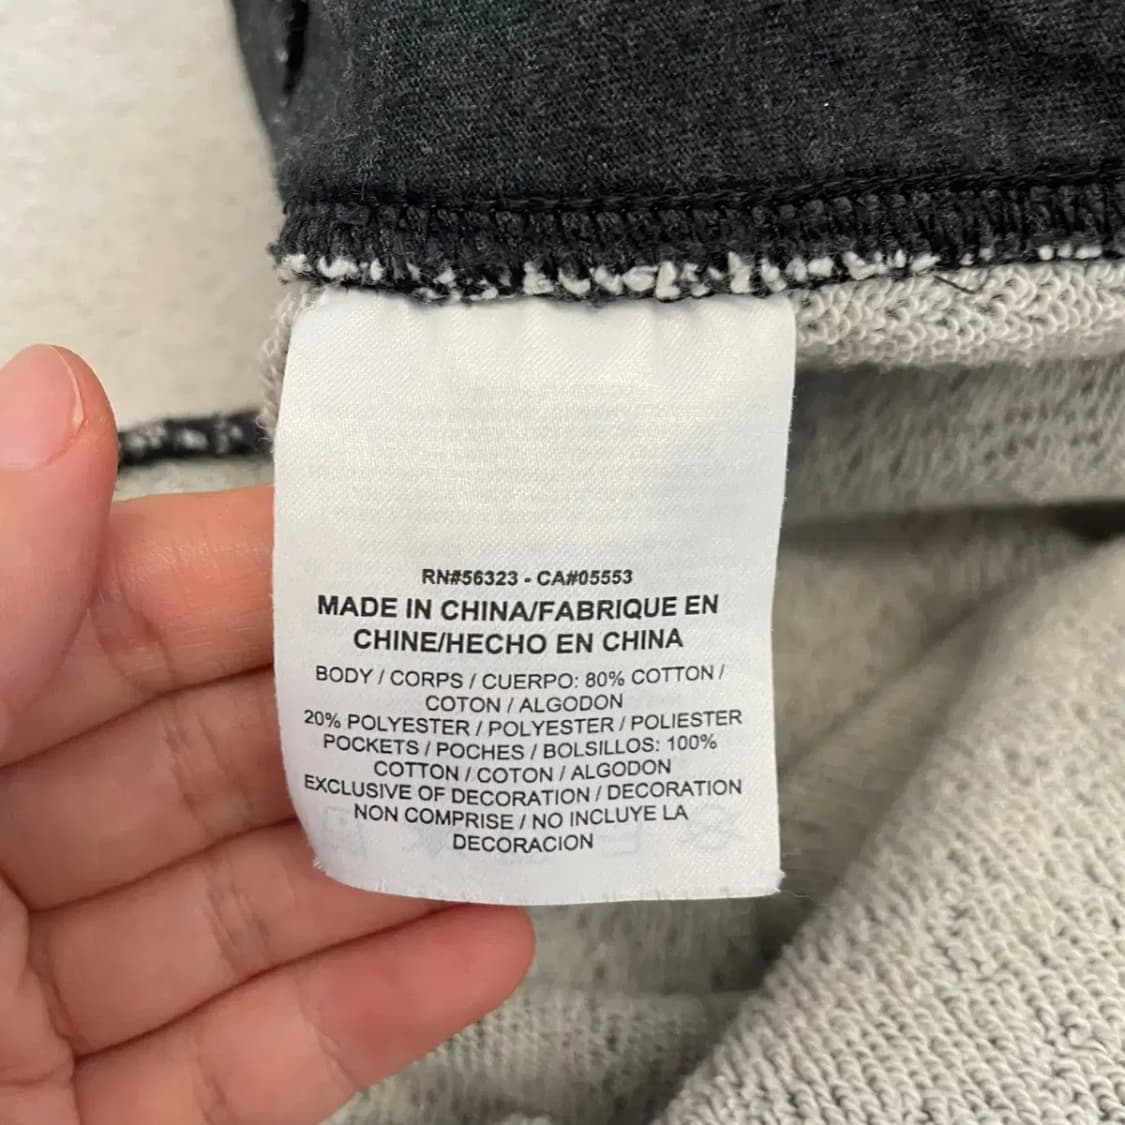 RN#56323 - CA#05553
MADE IN CHINA/FABRIQUE EN
CHINE/HECHO EN CHINA
BODY / CORPS / CUERPO: 80% COTTON /
COTON / ALGODON
20% POLYESTER / POLYESTER / POLIESTER
POCKETS / POCHES / BOLSILLOS: 100%
COTTON / COTON / ALGODON
EXCLUSIVE OF DECORATION / DECORATION
NON COMPRISE / NO INCLUYE LA
DECORACION